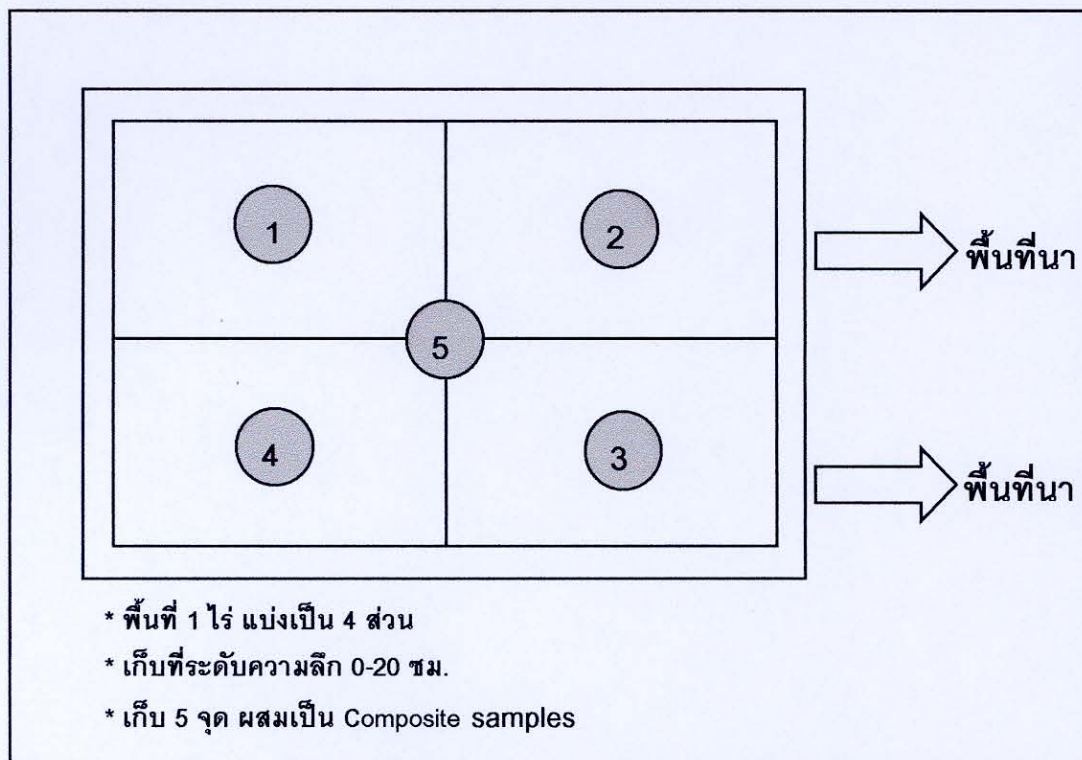 1
2
พื้นที่นา
5
4
3
พื้นที่นา
* พื้นที่ 1 ไร่ แบ่งเป็น 4 ส่วน
* เก็บที่ระดับความลึก 0-20 ซม.
* เก็บ 5 จุด ผสมเป็น Composite samples